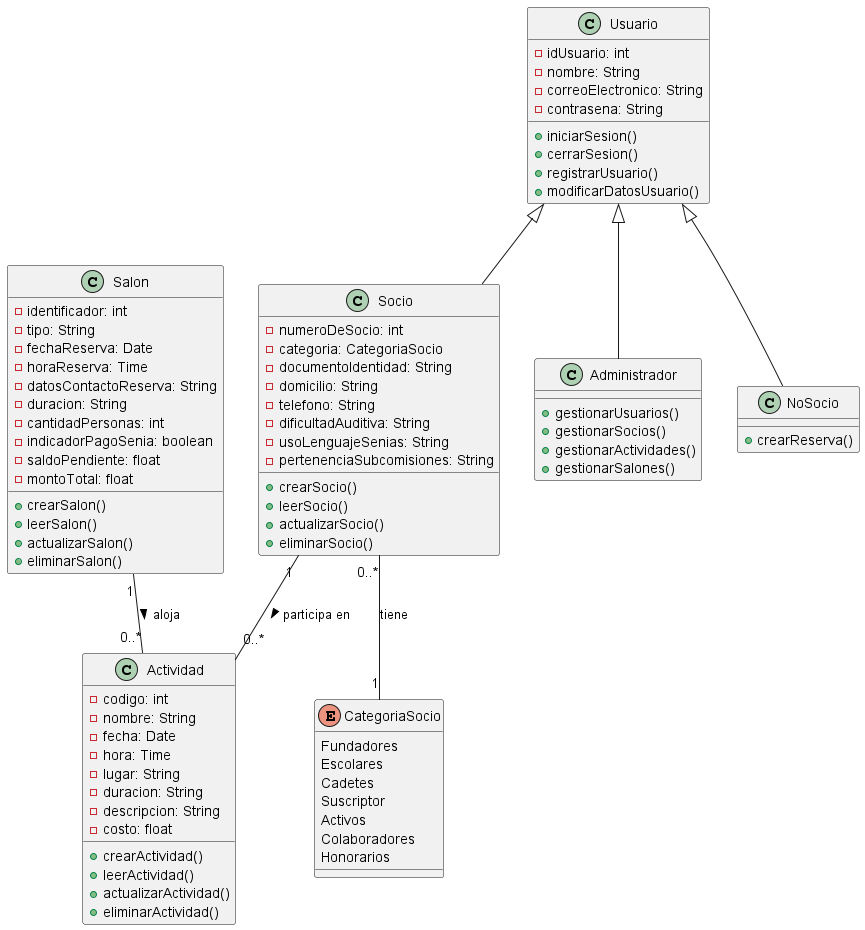 C Usuario
idUsuario: int
nombre: String
correoElectronico: String
contrasena: String
iniciarSesion()
cerrarSesion()
registrarUsuario()
modificarDatosUsuario()
C Salon
identificador: int
tipo: String
fechaReserva: Date
horaReserva: Time
datosContactoReserva: String
duracion: String
cantidadPersonas: int
indicadorPagoSenia: boolean
saldoPendiente: float
montoTotal: float
crearSalon()
leerSalon()
actualizarSalon()
eliminarSalon()
C Socio
numeroDeSocio: int
categoria: CategoriaSocio
documentoIdentidad: String
domicilio: String
telefono: String
dificultadAuditiva: String
usoLenguajeSenias: String
pertenenciaSubcomisiones: String
crearSocio()
leerSocio()
actualizarSocio()
eliminarSocio()
C Administrador
gestionarUsuarios()
gestionarSocios()
gestionarActividades()
gestionarSalones()
C NoSocio
crearReserva()
1
aloja
0..*
1
participa en
0..*
0..*
tiene
1
C Actividad
codigo: int
nombre: String
fecha: Date
hora: Time
lugar: String
duracion: String
descripcion: String
costo: float
crearActividad()
leerActividad()
actualizarActividad()
eliminarActividad()
E CategoriaSocio
Fundadores
Escolares
Cadetes
Suscriptor
Activos
Colaboradores
Honorarios